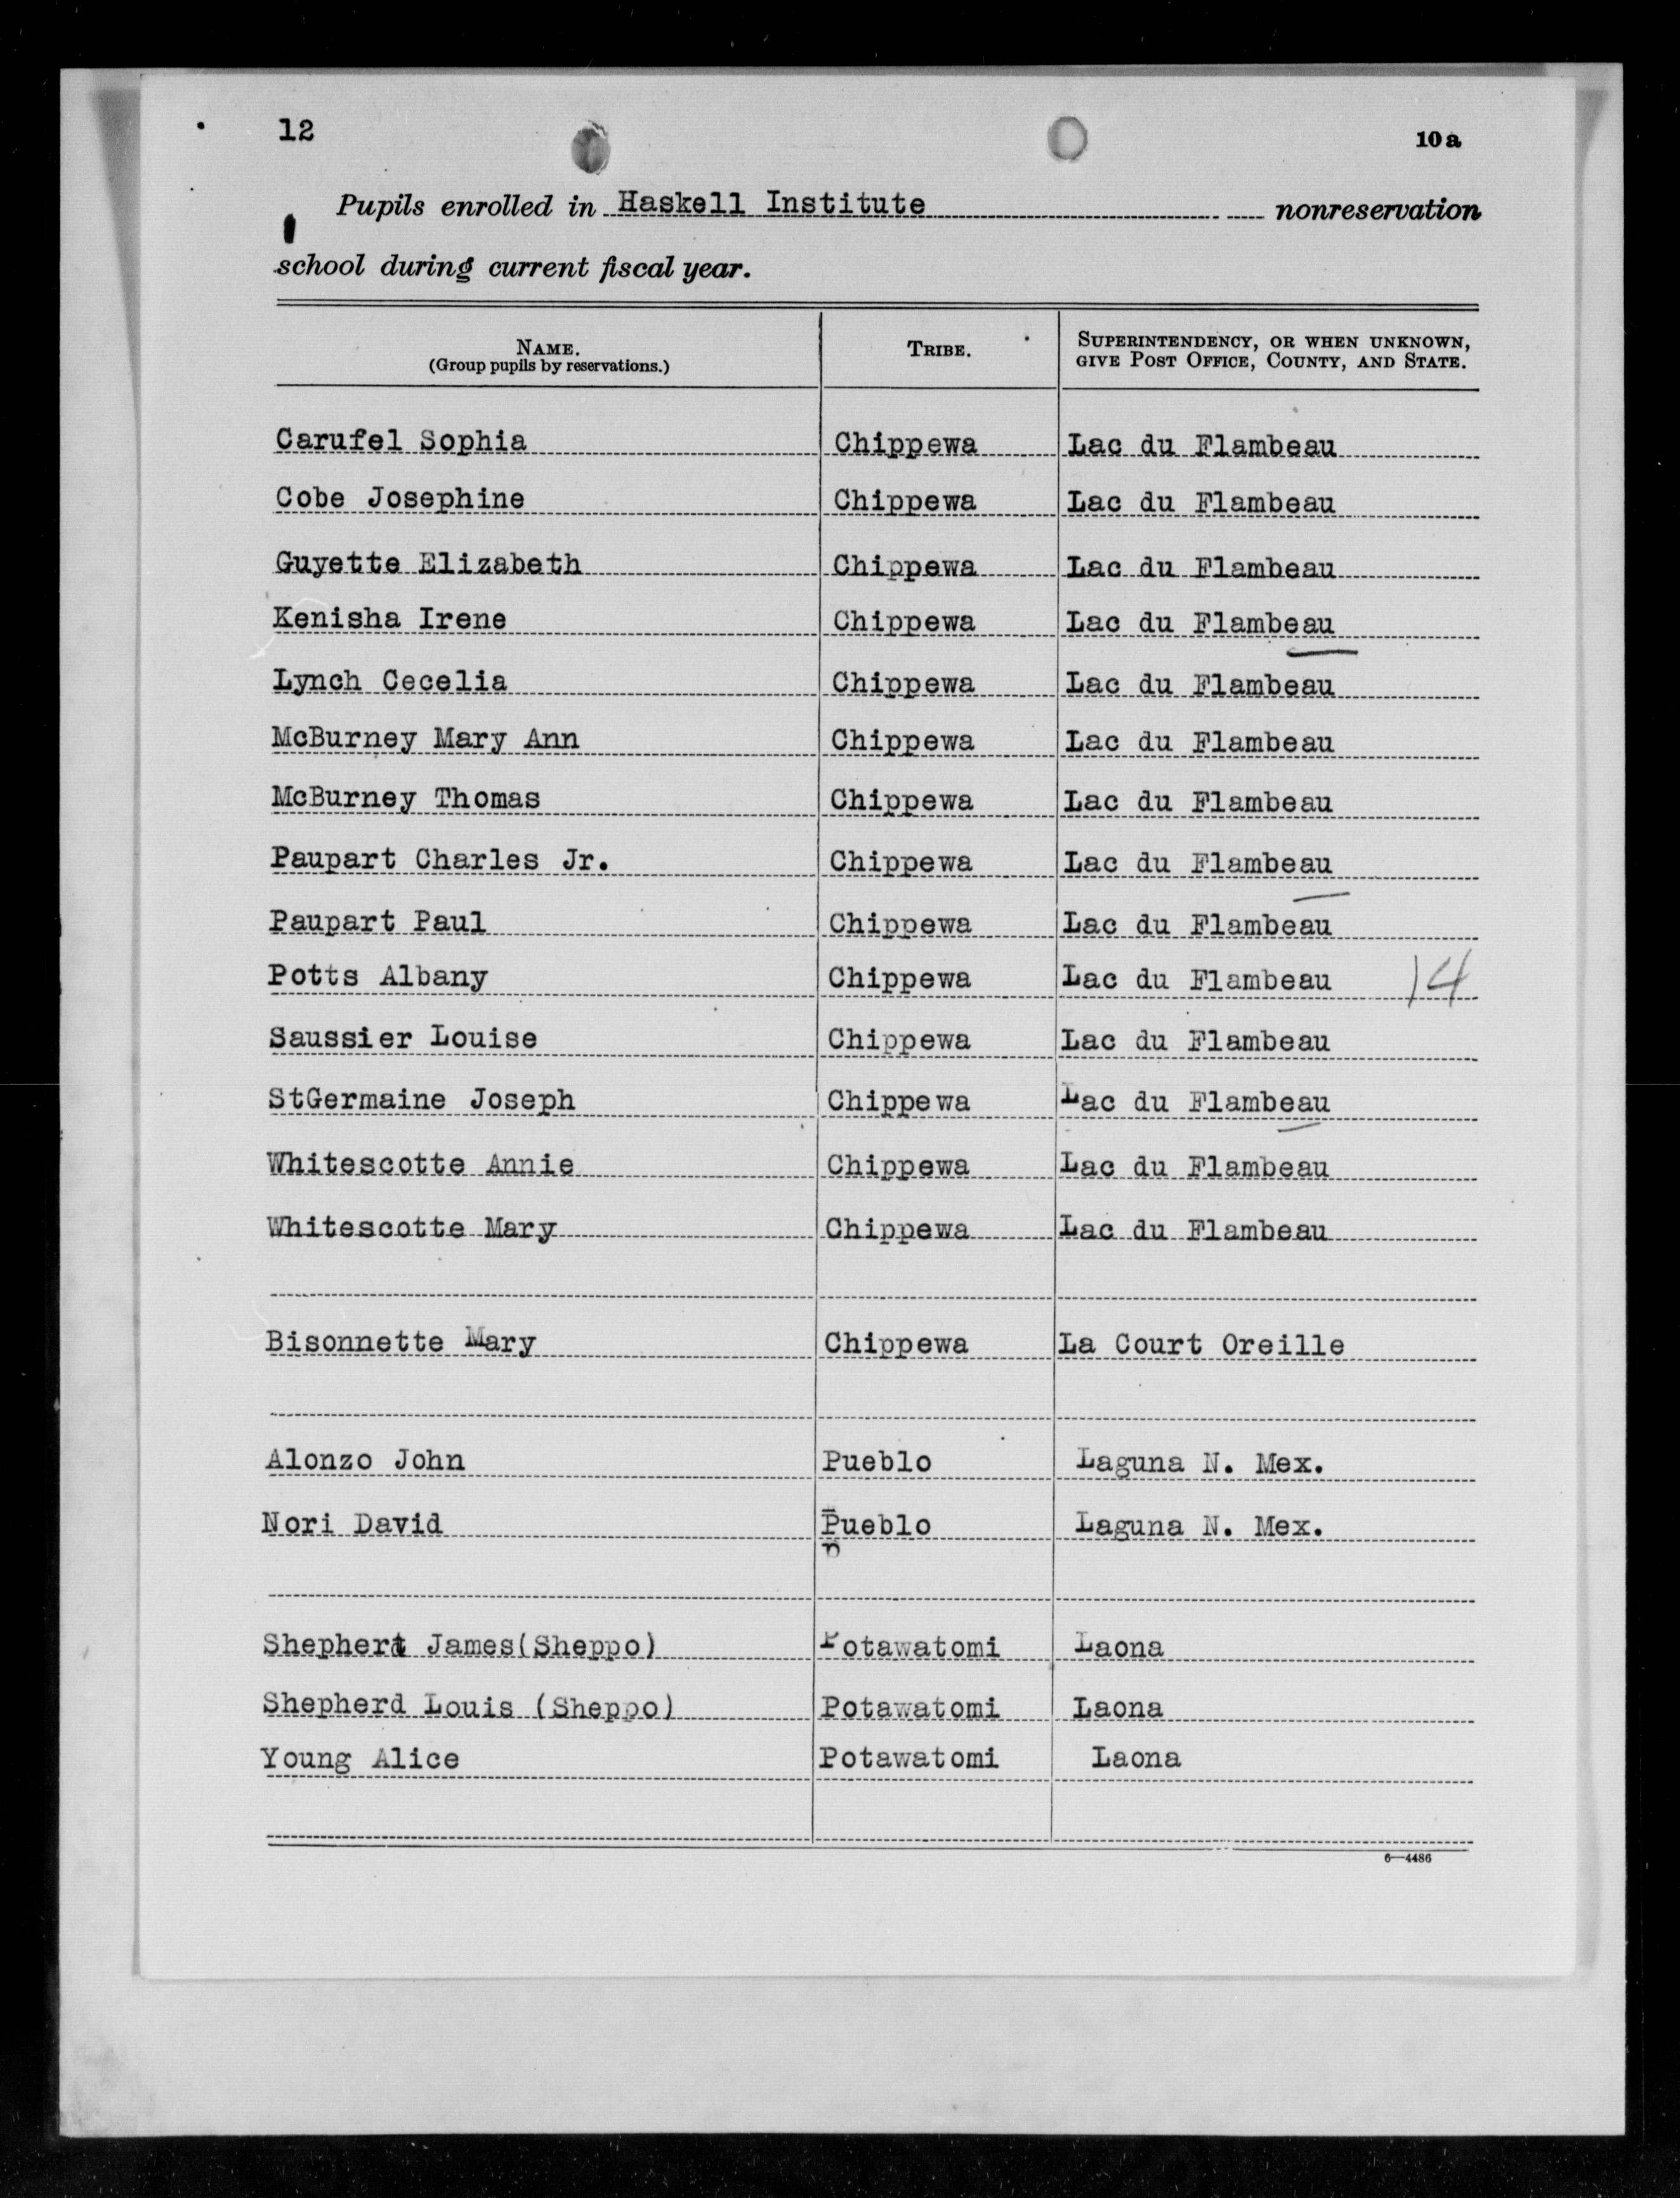 12
10a
Pupils enrolled in Haskell Institute nonreservation
school during current fiscal year.
NAME. TRIBE. SUPERINTENDENCY, OR WHEN UNKNOWN,
(Group pupils by reservations.) GIVE POST OFFICE, COUNTY, AND STATE.
Carufel Sophia Chippewa Lac du Flambeau
Cobe Josephine Chippewa Lac du Flambeau
Guyette Elizabeth Chippewa Lac du Flambeau
Kenisha Irene Chippewa Lac du Flambeau
Lynch Cecelia Chippewa Lac du Flambeau
McBurney Mary Ann Chippewa Lac du Flambeau
McBurney Thomas Chippewa Lac du Flambeau
Paupart Charles Jr. Chippewa Lac du Flambeau
Paupart Paul Chippewa Lac du Flambeau
Potts Albany Chippewa Lac du Flambeau 14
Saussier Louise Chippewa Lac du Flambeau
StGermaine Joseph Chippewa Lac du Flambeau
Whitescotte Annie Chippewa Lac du Flambeau
Whitescotte Mary Chippewa Lac du Flambeau
Bisonnette Mary Chippewa La Court Oreille
Alonzo John Pueblo Laguna N. Mex.
Nori David Pueblo Laguna N. Mex.
James(Sheppo) Potawatomi Laona
Shepherd Louis (Sheppo) Potawatomi Laona
Young Alice Potawatomi Laona
6—4486